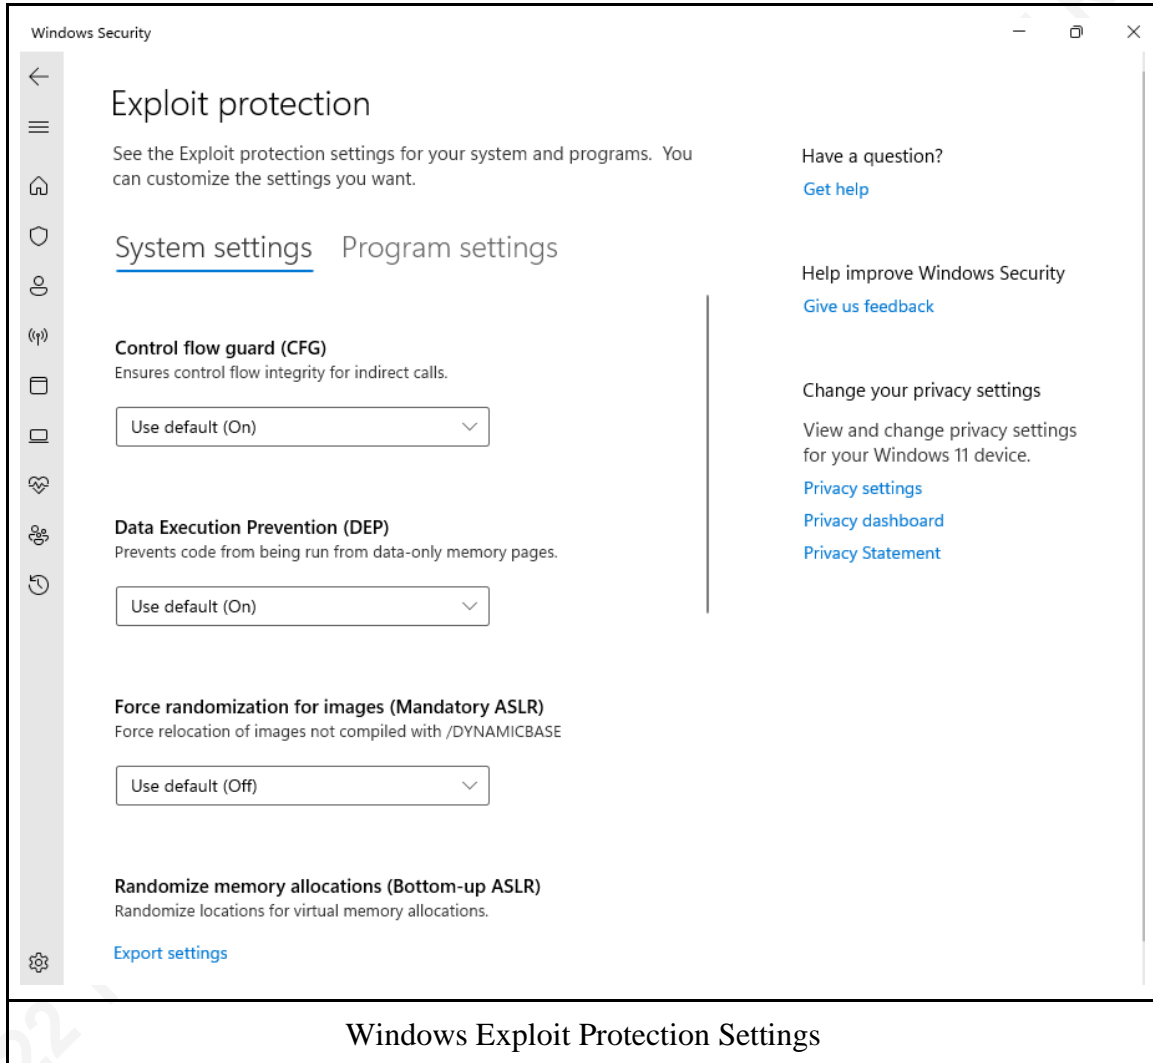 Windows Security
Exploit protection
See the Exploit protection settings for your system and programs. You
can customize the settings you want.
System settings Program settings
Control flow guard (CFG)
Ensures control flow integrity for indirect calls.
Use default (On)
Data Execution Prevention (DEP)
Prevents code from being run from data-only memory pages.
Use default (On)
Force randomization for images (Mandatory ASLR)
Force relocation of images not compiled with /DYNAMICBASE
Use default (Off)
Randomize memory allocations (Bottom-up ASLR)
Randomize locations for virtual memory allocations.
Export settings
Have a question?
Get help
Help improve Windows Security
Give us feedback
Change your privacy settings
View and change privacy settings
for your Windows 11 device.
Privacy settings
Privacy dashboard
Privacy Statement
Windows Exploit Protection Settings